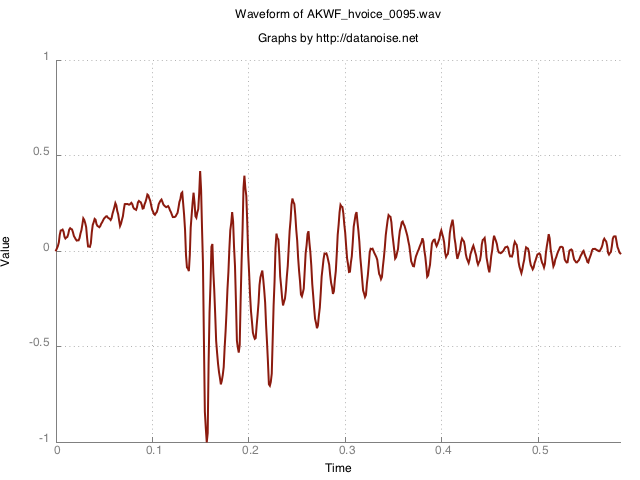 Waveform of AKWF_hvoice_0095.wav
Graphs by http://datanoise.net
1
0.5
0
-0.5
-1
Value
0 0.1 0.2 0.3 0.4 0.5
Time